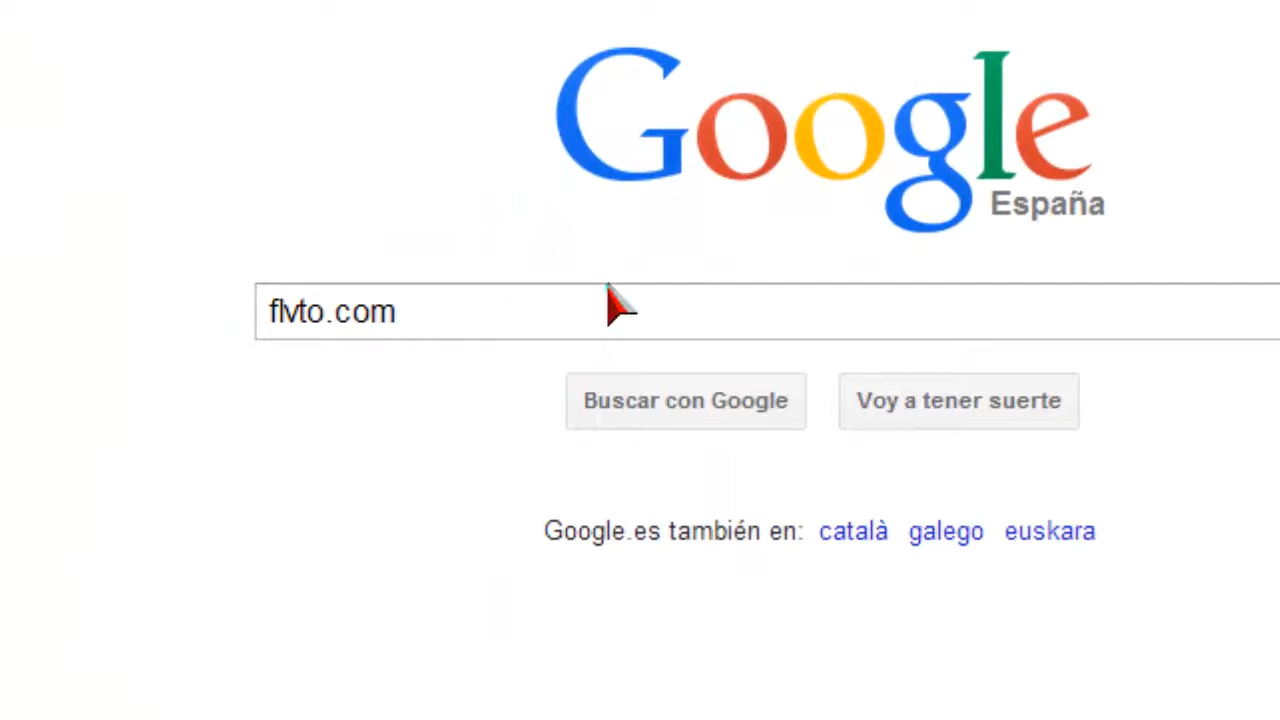 Google
España
flvto.com
Buscar con Google Voy a tener suerte
Google.es también en: català galego euskara